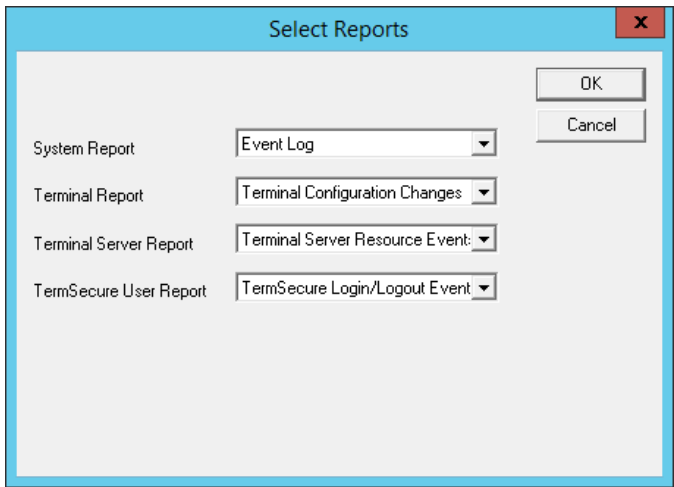 Select Reports
x
OK
Cancel
System Report
Event Log
Terminal Report
Terminal Configuration Changes
Terminal Server Report
Terminal Server Resource Event
TermSecure User Report
TermSecure Login/Logout Event